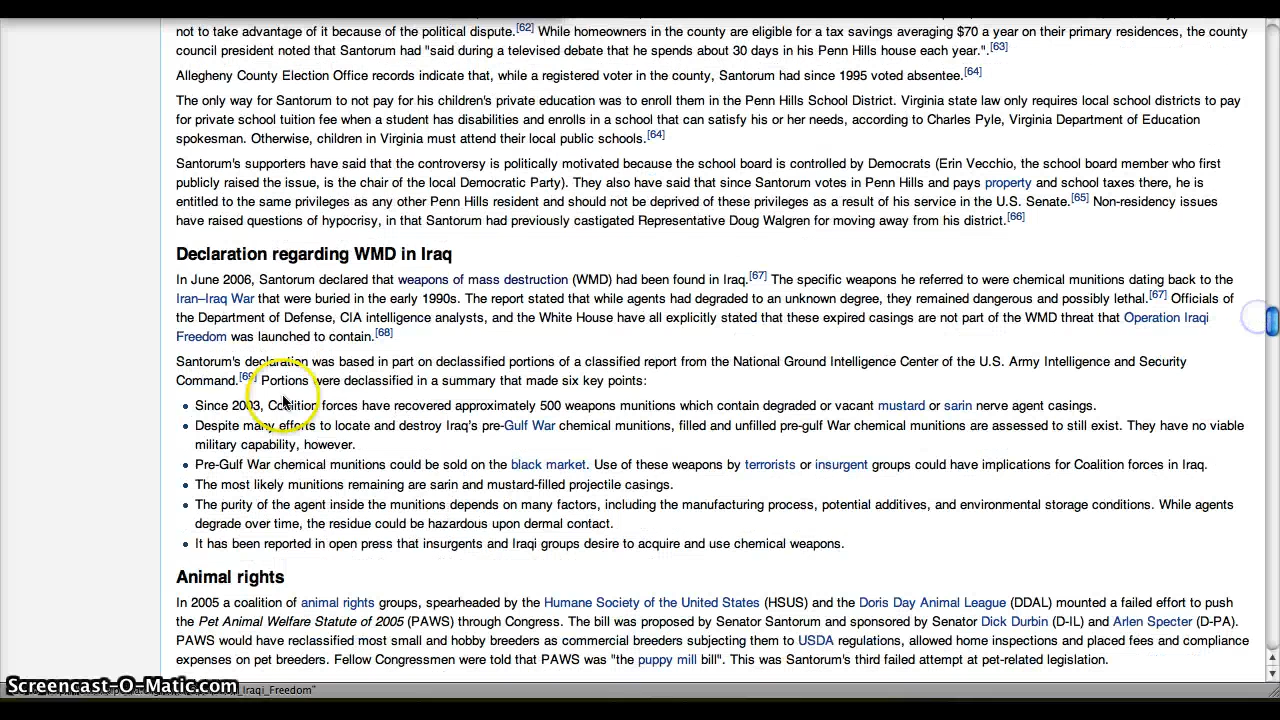 not to take advantage of it because of the political dispute.[62] While homeowners in the county are eligible for a tax savings averaging $70 a year on their primary residences, the county
council president noted that Santorum had "said during a televised debate that he spends about 30 days in his Penn Hills house each year.".[63]
Allegheny County Election Office records indicate that, while a registered voter in the county, Santorum had since 1995 voted absentee.[64]
The only way for Santorum to not pay for his children's private education was to enroll them in the Penn Hills School District. Virginia state law only requires local school districts to pay
for private school tuition fee when a student has disabilities and enrolls in a school that can satisfy his or her needs, according to Charles Pyle, Virginia Department of Education
spokesman. Otherwise, children in Virginia must attend their local public schools.[64]
Santorum's supporters have said that the controversy is politically motivated because the school board is controlled by Democrats (Erin Vecchio, the school board member who first
publicly raised the issue, is the chair of the local Democratic Party). They also have said that since Santorum votes in Penn Hills and pays property and school taxes there, he is
entitled to the same privileges as any other Penn Hills resident and should not be deprived of these privileges as a result of his service in the U.S. Senate.[65] Non-residency issues
have raised questions of hypocrisy, in that Santorum had previously castigated Representative Doug Walgren for moving away from his district.[66]
Declaration regarding WMD in Iraq
In June 2006, Santorum declared that weapons of mass destruction (WMD) had been found in Iraq.[67] The specific weapons he referred to were chemical munitions dating back to the
Iran–Iraq War that were buried in the early 1990s. The report stated that while agents had degraded to an unknown degree, they remained dangerous and possibly lethal.[67] Officials of
the Department of Defense, CIA intelligence analysts, and the White House have all explicitly stated that these expired casings are not part of the WMD threat that Operation Iraqi
Freedom was launched to contain.[68]
Santorum's declaration was based in part on declassified portions of a classified report from the National Ground Intelligence Center of the U.S. Army Intelligence and Security
Command.[69] Portions were declassified in a summary that made six key points:
• Since 2003, Coalition forces have recovered approximately 500 weapons munitions which contain degraded or vacant mustard or sarin nerve agent casings.
• Despite many efforts to locate and destroy Iraq's pre-Gulf War chemical munitions, filled and unfilled pre-gulf War chemical munitions are assessed to still exist. They have no viable
military capability, however.
• Pre-Gulf War chemical munitions could be sold on the black market. Use of these weapons by terrorists or insurgent groups could have implications for Coalition forces in Iraq.
• The most likely munitions remaining are sarin and mustard-filled projectile casings.
• The purity of the agent inside the munitions depends on many factors, including the manufacturing process, potential additives, and environmental storage conditions. While agents
degrade over time, the residue could be hazardous upon dermal contact.
• It has been reported in open press that insurgents and Iraqi groups desire to acquire and use chemical weapons.
Animal rights
In 2005 a coalition of animal rights groups, spearheaded by the Humane Society of the United States (HSUS) and the Doris Day Animal League (DDAL) mounted a failed effort to push
the Pet Animal Welfare Statute of 2005 (PAWS) through Congress. The bill was proposed by Senator Santorum and sponsored by Senator Dick Durbin (D-IL) and Arlen Specter (D-PA).
PAWS would have reclassified most small and hobby breeders as commercial breeders subjecting them to USDA regulations, allowed home inspections and placed fees and compliance
expenses on pet breeders. Fellow Congressmen were told that PAWS was "the puppy mill bill". This was Santorum's third failed attempt at pet-related legislation.
Screencast-O-Matic.com _Iraqi_Freedom"